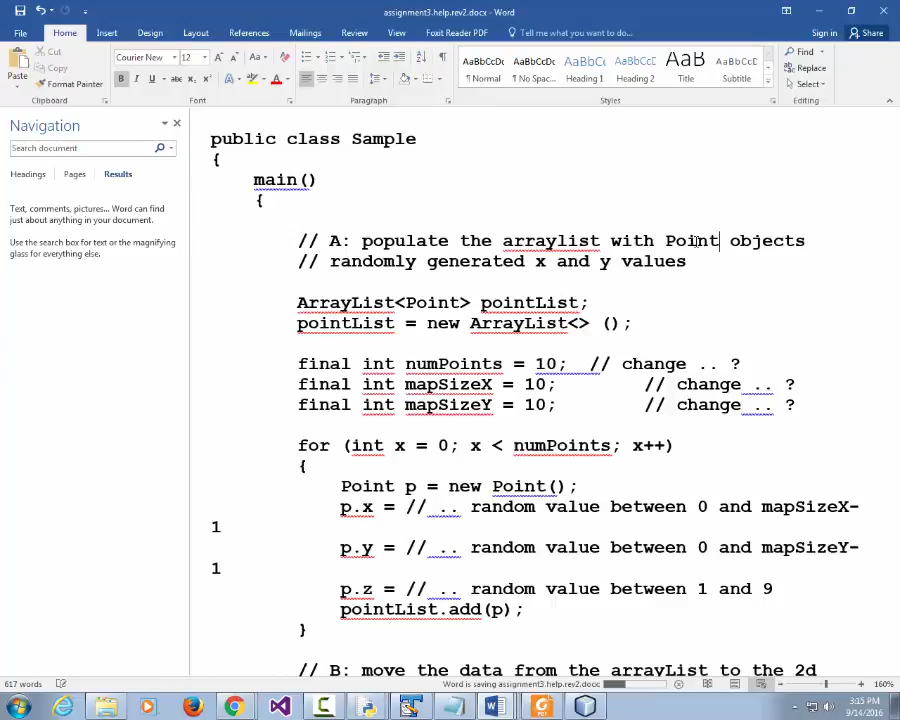 assignment3.help.rev2.docx - Word
File Home Insert Design Layout References Mailings Review View Foxit Reader PDF Tell me what you want to do... Sign in Share
Paste Cut Copy Format Painter
Courier New 12
AaBbCcDc AaBbCcDc AaBbCc AaBbCcC AaB AaBbCcD
¶ Normal ¶ No Spac... Heading 1 Heading 2 Title Subtitle
Find Replace Select
Clipboard Font Paragraph Styles Editing
Navigation
Search document
Headings Pages Results
Text, comments, pictures... Word can find
just about anything in your document.
Use the search box for text or the magnifying
glass for everything else.
public class Sample
{
main()
{
// A: populate the arraylist with Point objects
// randomly generated x and y values
ArrayList<Point> pointList;
pointList = new ArrayList<> ();
final int numPoints = 10; // change .. ?
final int mapSizeX = 10; // change .. ?
final int mapSizeY = 10; // change .. ?
for (int x = 0; x < numPoints; x++)
{
Point p = new Point();
p.x = // .. random value between 0 and mapSizeX-
1
p.y = // .. random value between 0 and mapSizeY-
1
p.z = // .. random value between 1 and 9
pointList.add(p);
}
// B: move the data from the arrayList to the 2d
617 words Word is saving assignment3.help.rev2.docx 160%
3:15 PM
9/14/2016